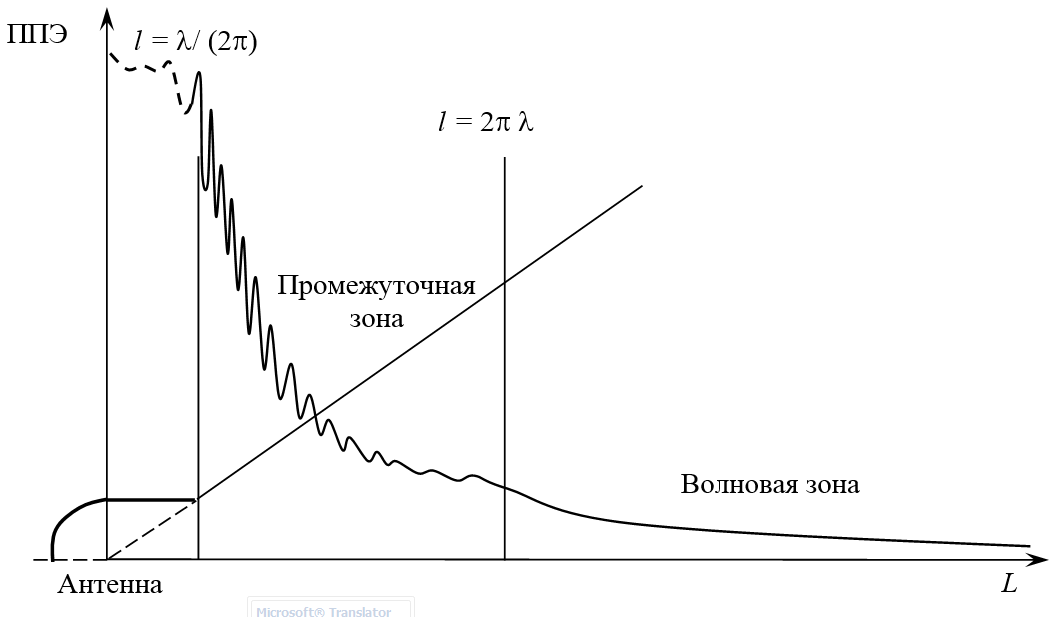 ППЭ
l = λ/ (2π)
l = 2π λ
Промежуточная
зона
Волновая зона
Антенна
L
Microsoft® Translator